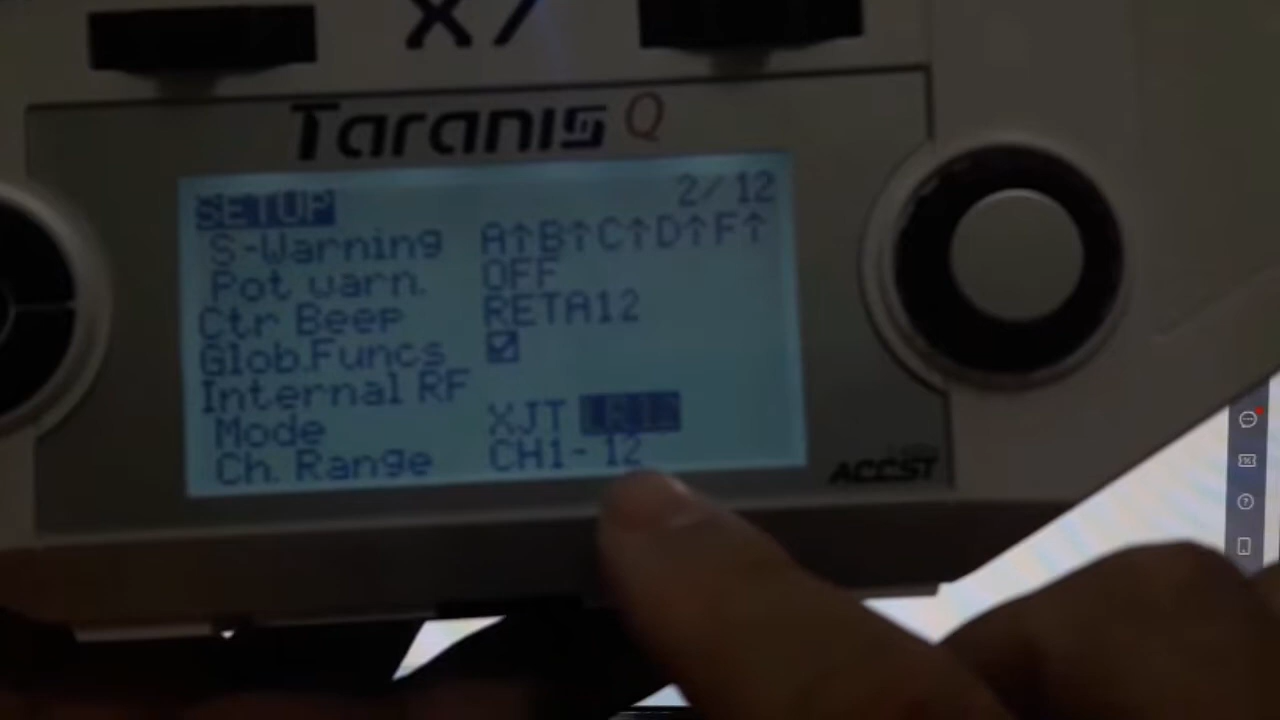 X7
Taranis Q
SETUP 2/12
S-Warning A↑B↑C↑D↑F↑
Pot warn. OFF
Ctr Beep RETA12
Glob.Funcs ☑
Internal RF
Mode XJT LR12
Ch. Range CH1-12
ACCST